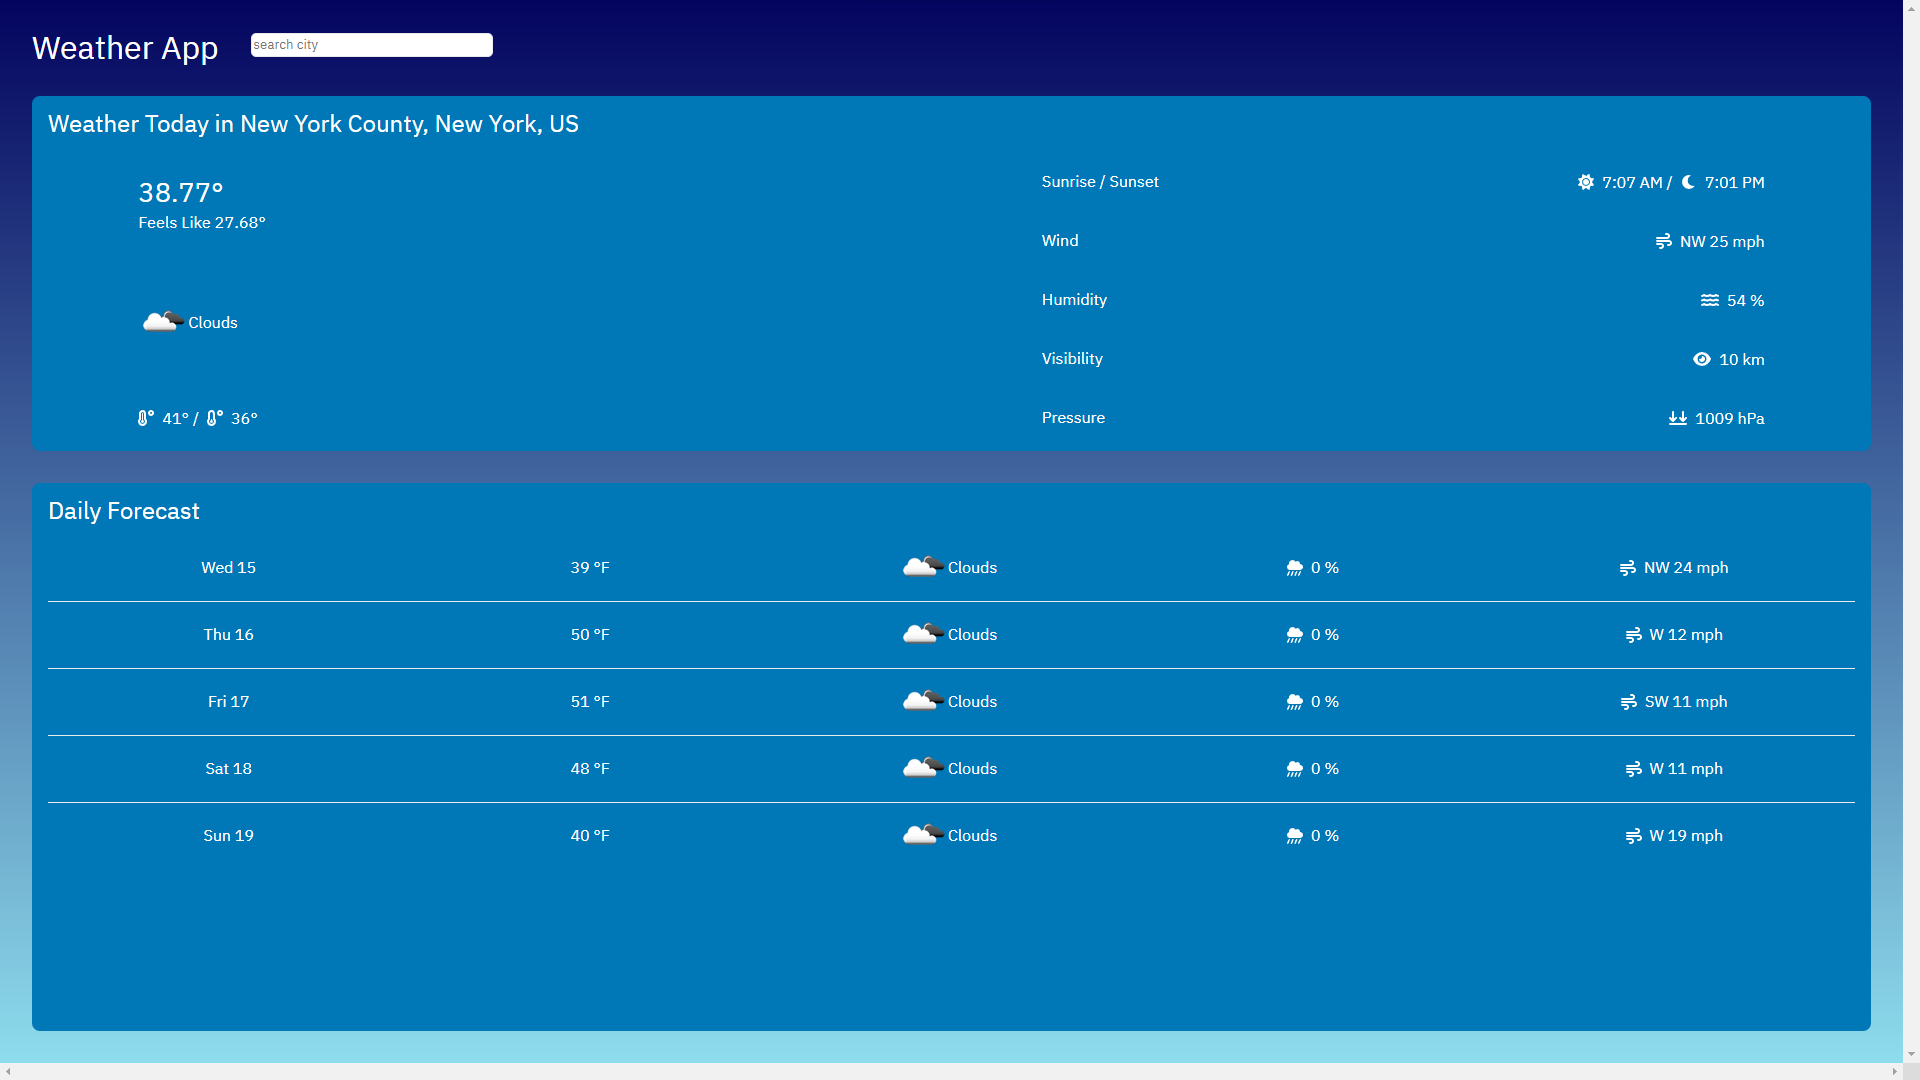 Weather App
search city
Weather Today in New York County, New York, US
38.77°
Feels Like 27.68°
Clouds
41° / 36°
Sunrise / Sunset 7:07 AM / 7:01 PM
Wind NW 25 mph
Humidity 54 %
Visibility 10 km
Pressure 1009 hPa
Daily Forecast
Wed 15 39 °F Clouds 0 % NW 24 mph
Thu 16 50 °F Clouds 0 % W 12 mph
Fri 17 51 °F Clouds 0 % SW 11 mph
Sat 18 48 °F Clouds 0 % W 11 mph
Sun 19 40 °F Clouds 0 % W 19 mph